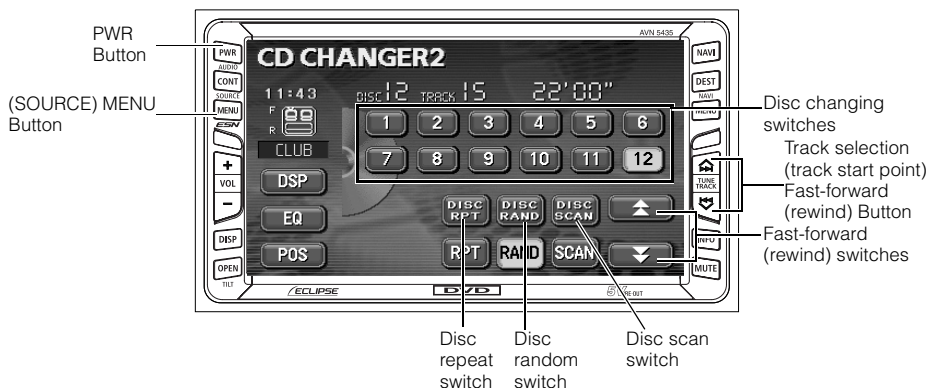 AVN 5435
PWR
Button
(SOURCE) MENU
Button
PWR
AUDIO
CONT
SOURCE
MENU
ESN
+
VOL
−
DISP
OPEN
TILT
CD CHANGER2
11:43
DISC 12 TRACK 15 22'00"
F
R
CLUB
1 2 3 4 5 6
7 8 9 10 11 12
DSP
EQ
POS
DISC RPT
DISC RAND
DISC SCAN
RPT RAND SCAN
NAVI
DEST
NAVI
MENU
TUNE
TRACK
INFO
MUTE
ECLIPSE
DVD
5V PRE OUT
Disc changing
switches
Track selection
(track start point)
Fast-forward
(rewind) Button
Fast-forward
(rewind) switches
Disc
repeat
switch
Disc
random
switch
Disc scan
switch